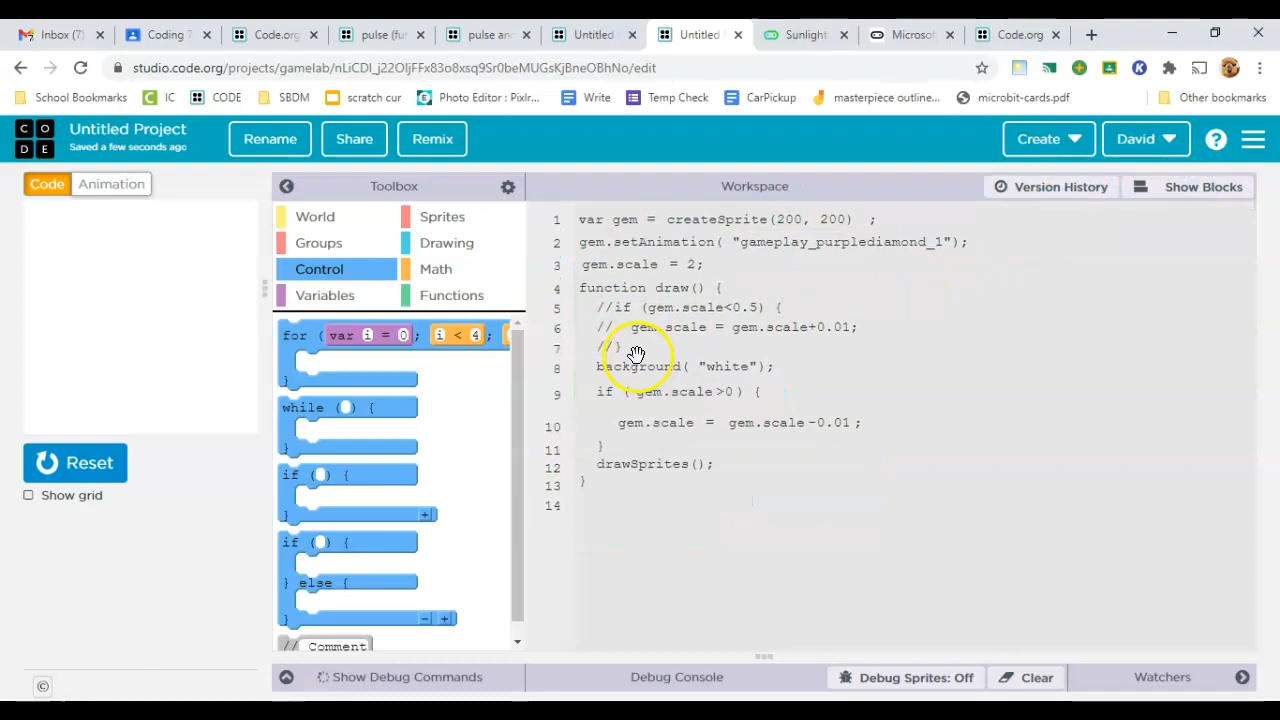 Inbox (7)
Coding 7
Code.org
pulse (fu
pulse an
Untitled
Untitled
Sunlight
Microsof
Code.org
studio.code.org/projects/gamelab/nLiCDl_j22OljFFx83o8xsq9Sr0beMUGsKjBneOBhNo/edit
School Bookmarks
IC
CODE
SBDM
scratch cur
Photo Editor : Pixlr...
Write
Temp Check
CarPickup
masterpiece outline...
microbit-cards.pdf
Other bookmarks
C O
D E
Untitled Project
Saved a few seconds ago
Rename
Share
Remix
Create
David
?
Code
Animation
Toolbox
Workspace
Version History
Show Blocks
World
Sprites
Groups
Drawing
Control
Math
Variables
Functions
for ( var i = 0 ; i < 4 ;
}
while ( ) {
}
if ( ) {
}
if ( ) {
} else {
}
// Comment
1 var gem = createSprite(200, 200) ;
2 gem.setAnimation( "gameplay_purplediamond_1");
3 gem.scale = 2;
4 function draw() {
5 //if (gem.scale<0.5) {
6 // gem.scale = gem.scale+0.01;
7 //}
8 background( "white");
9 if ( gem.scale >0 ) {
10 gem.scale = gem.scale -0.01 ;
11 }
12 drawSprites();
13 }
14
Reset
Show grid
©
Show Debug Commands
Debug Console
Debug Sprites: Off
Clear
Watchers